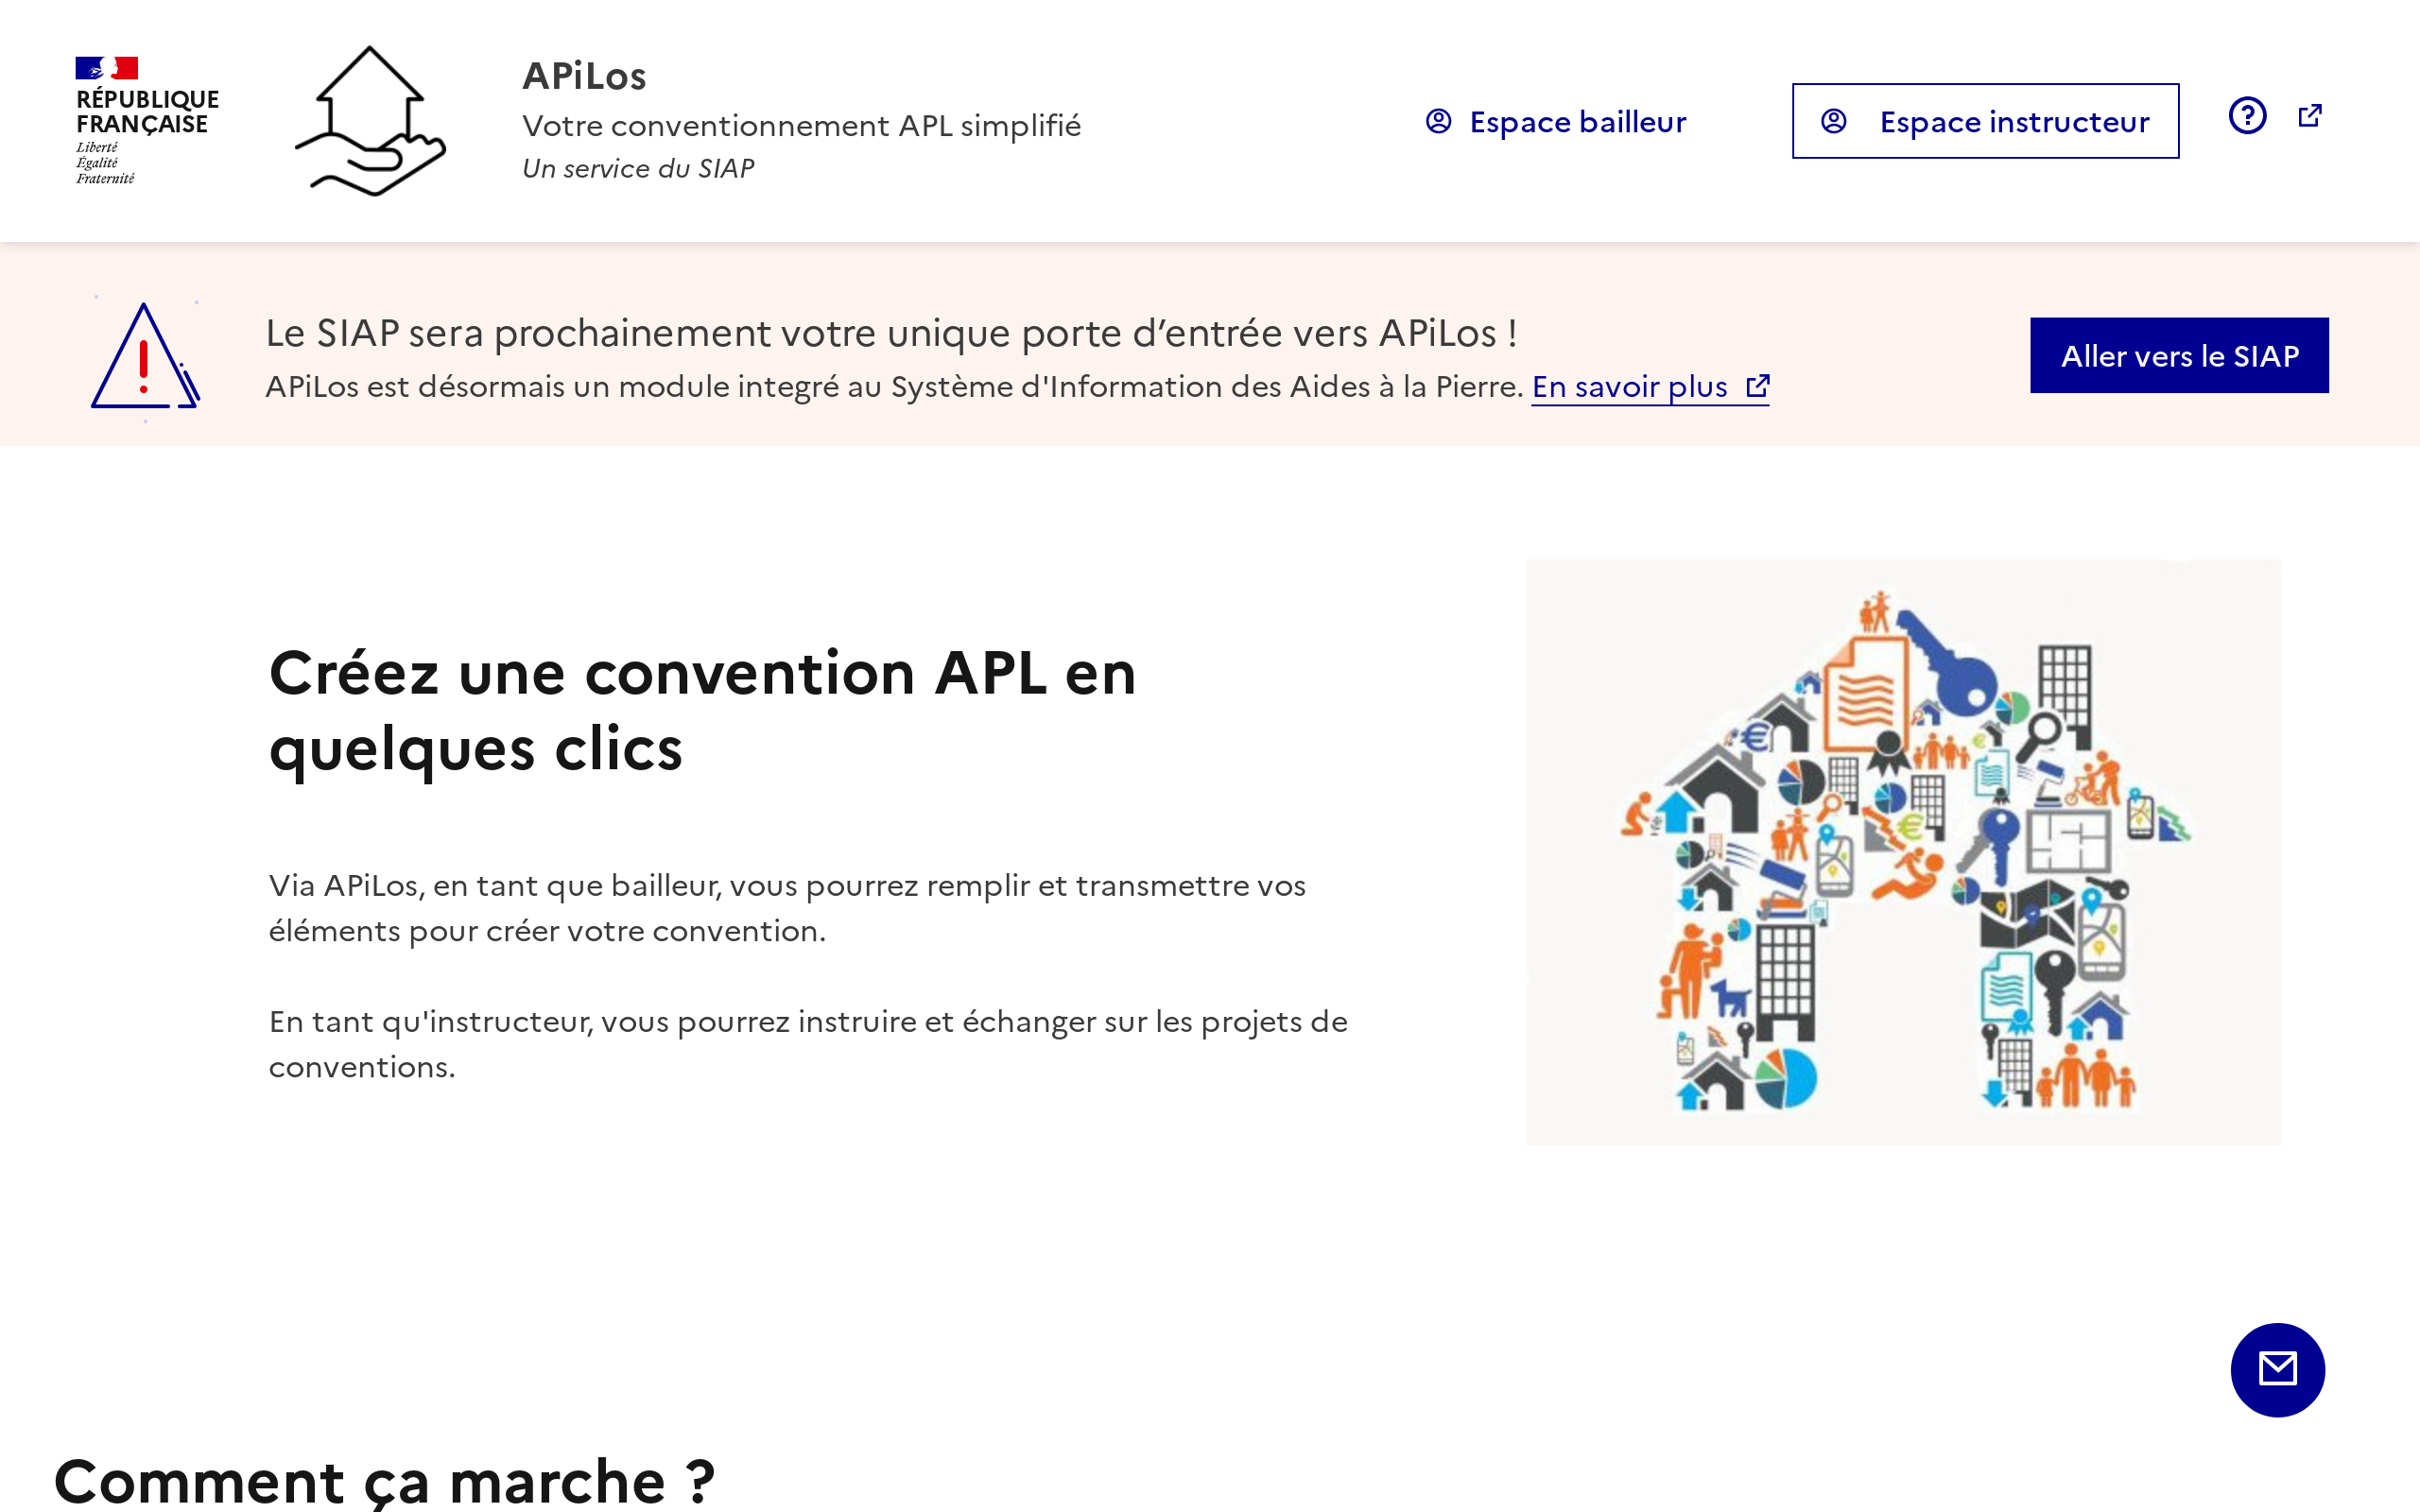 RÉPUBLIQUE
FRANÇAISE
Liberté
Égalité
Fraternité
APiLos
Votre conventionnement APL simplifié
Un service du SIAP
Espace bailleur
Espace instructeur
Le SIAP sera prochainement votre unique porte d’entrée vers APiLos !
APiLos est désormais un module integré au Système d'Information des Aides à la Pierre. En savoir plus
Aller vers le SIAP
Créez une convention APL en
quelques clics
Via APiLos, en tant que bailleur, vous pourrez remplir et transmettre vos
éléments pour créer votre convention.
En tant qu'instructeur, vous pourrez instruire et échanger sur les projets de
conventions.
Comment ça marche ?